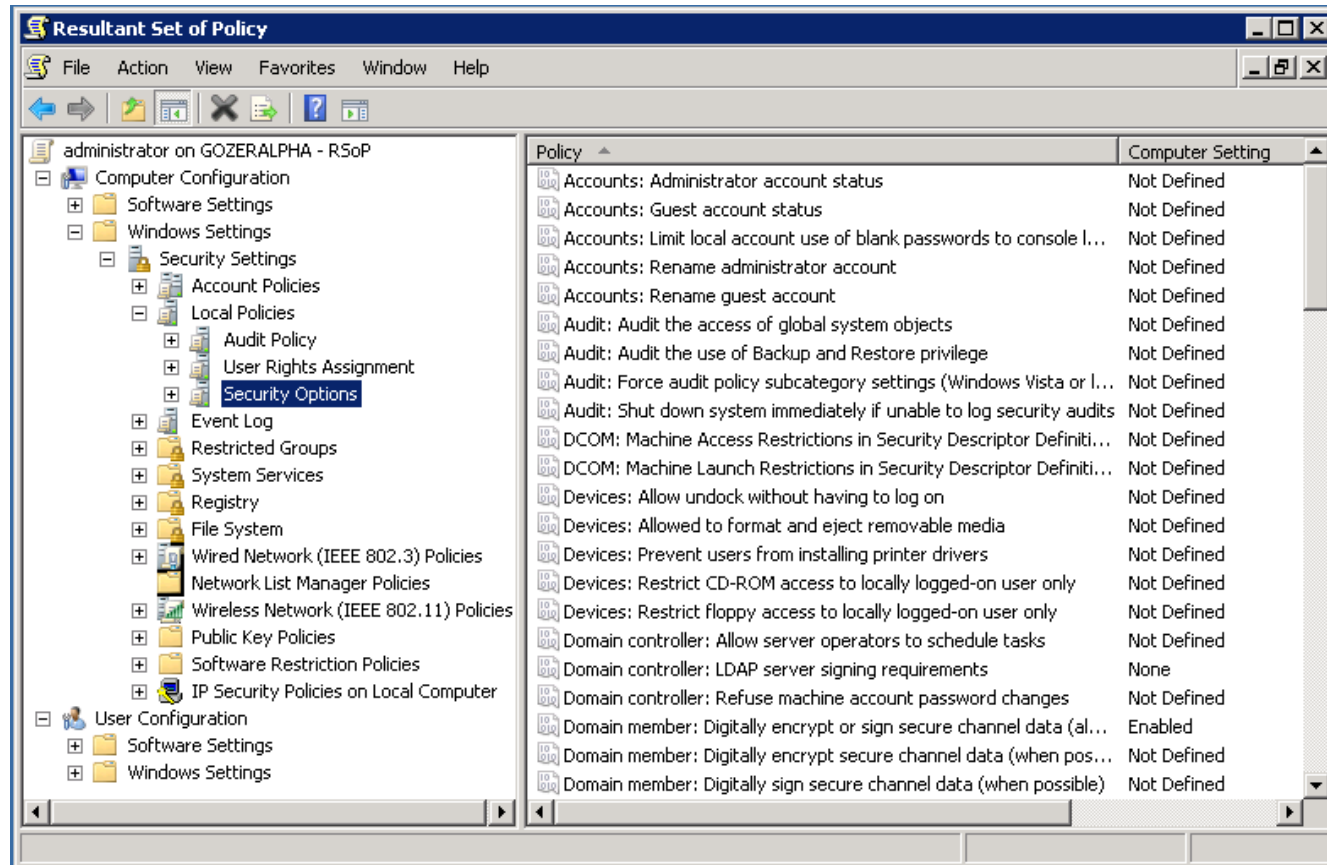 Resultant Set of Policy
File Action View Favorites Window Help
administrator on GOZERALPHA - RSoP
Computer Configuration
Software Settings
Windows Settings
Security Settings
Account Policies
Local Policies
Audit Policy
User Rights Assignment
Security Options
Event Log
Restricted Groups
System Services
Registry
File System
Wired Network (IEEE 802.3) Policies
Network List Manager Policies
Wireless Network (IEEE 802.11) Policies
Public Key Policies
Software Restriction Policies
IP Security Policies on Local Computer
User Configuration
Software Settings
Windows Settings
Policy Computer Setting
Accounts: Administrator account status Not Defined
Accounts: Guest account status Not Defined
Accounts: Limit local account use of blank passwords to console l... Not Defined
Accounts: Rename administrator account Not Defined
Accounts: Rename guest account Not Defined
Audit: Audit the access of global system objects Not Defined
Audit: Audit the use of Backup and Restore privilege Not Defined
Audit: Force audit policy subcategory settings (Windows Vista or l... Not Defined
Audit: Shut down system immediately if unable to log security audits Not Defined
DCOM: Machine Access Restrictions in Security Descriptor Definiti... Not Defined
DCOM: Machine Launch Restrictions in Security Descriptor Definiti... Not Defined
Devices: Allow undock without having to log on Not Defined
Devices: Allowed to format and eject removable media Not Defined
Devices: Prevent users from installing printer drivers Not Defined
Devices: Restrict CD-ROM access to locally logged-on user only Not Defined
Devices: Restrict floppy access to locally logged-on user only Not Defined
Domain controller: Allow server operators to schedule tasks Not Defined
Domain controller: LDAP server signing requirements None
Domain controller: Refuse machine account password changes Not Defined
Domain member: Digitally encrypt or sign secure channel data (al... Enabled
Domain member: Digitally encrypt secure channel data (when pos... Not Defined
Domain member: Digitally sign secure channel data (when possible) Not Defined